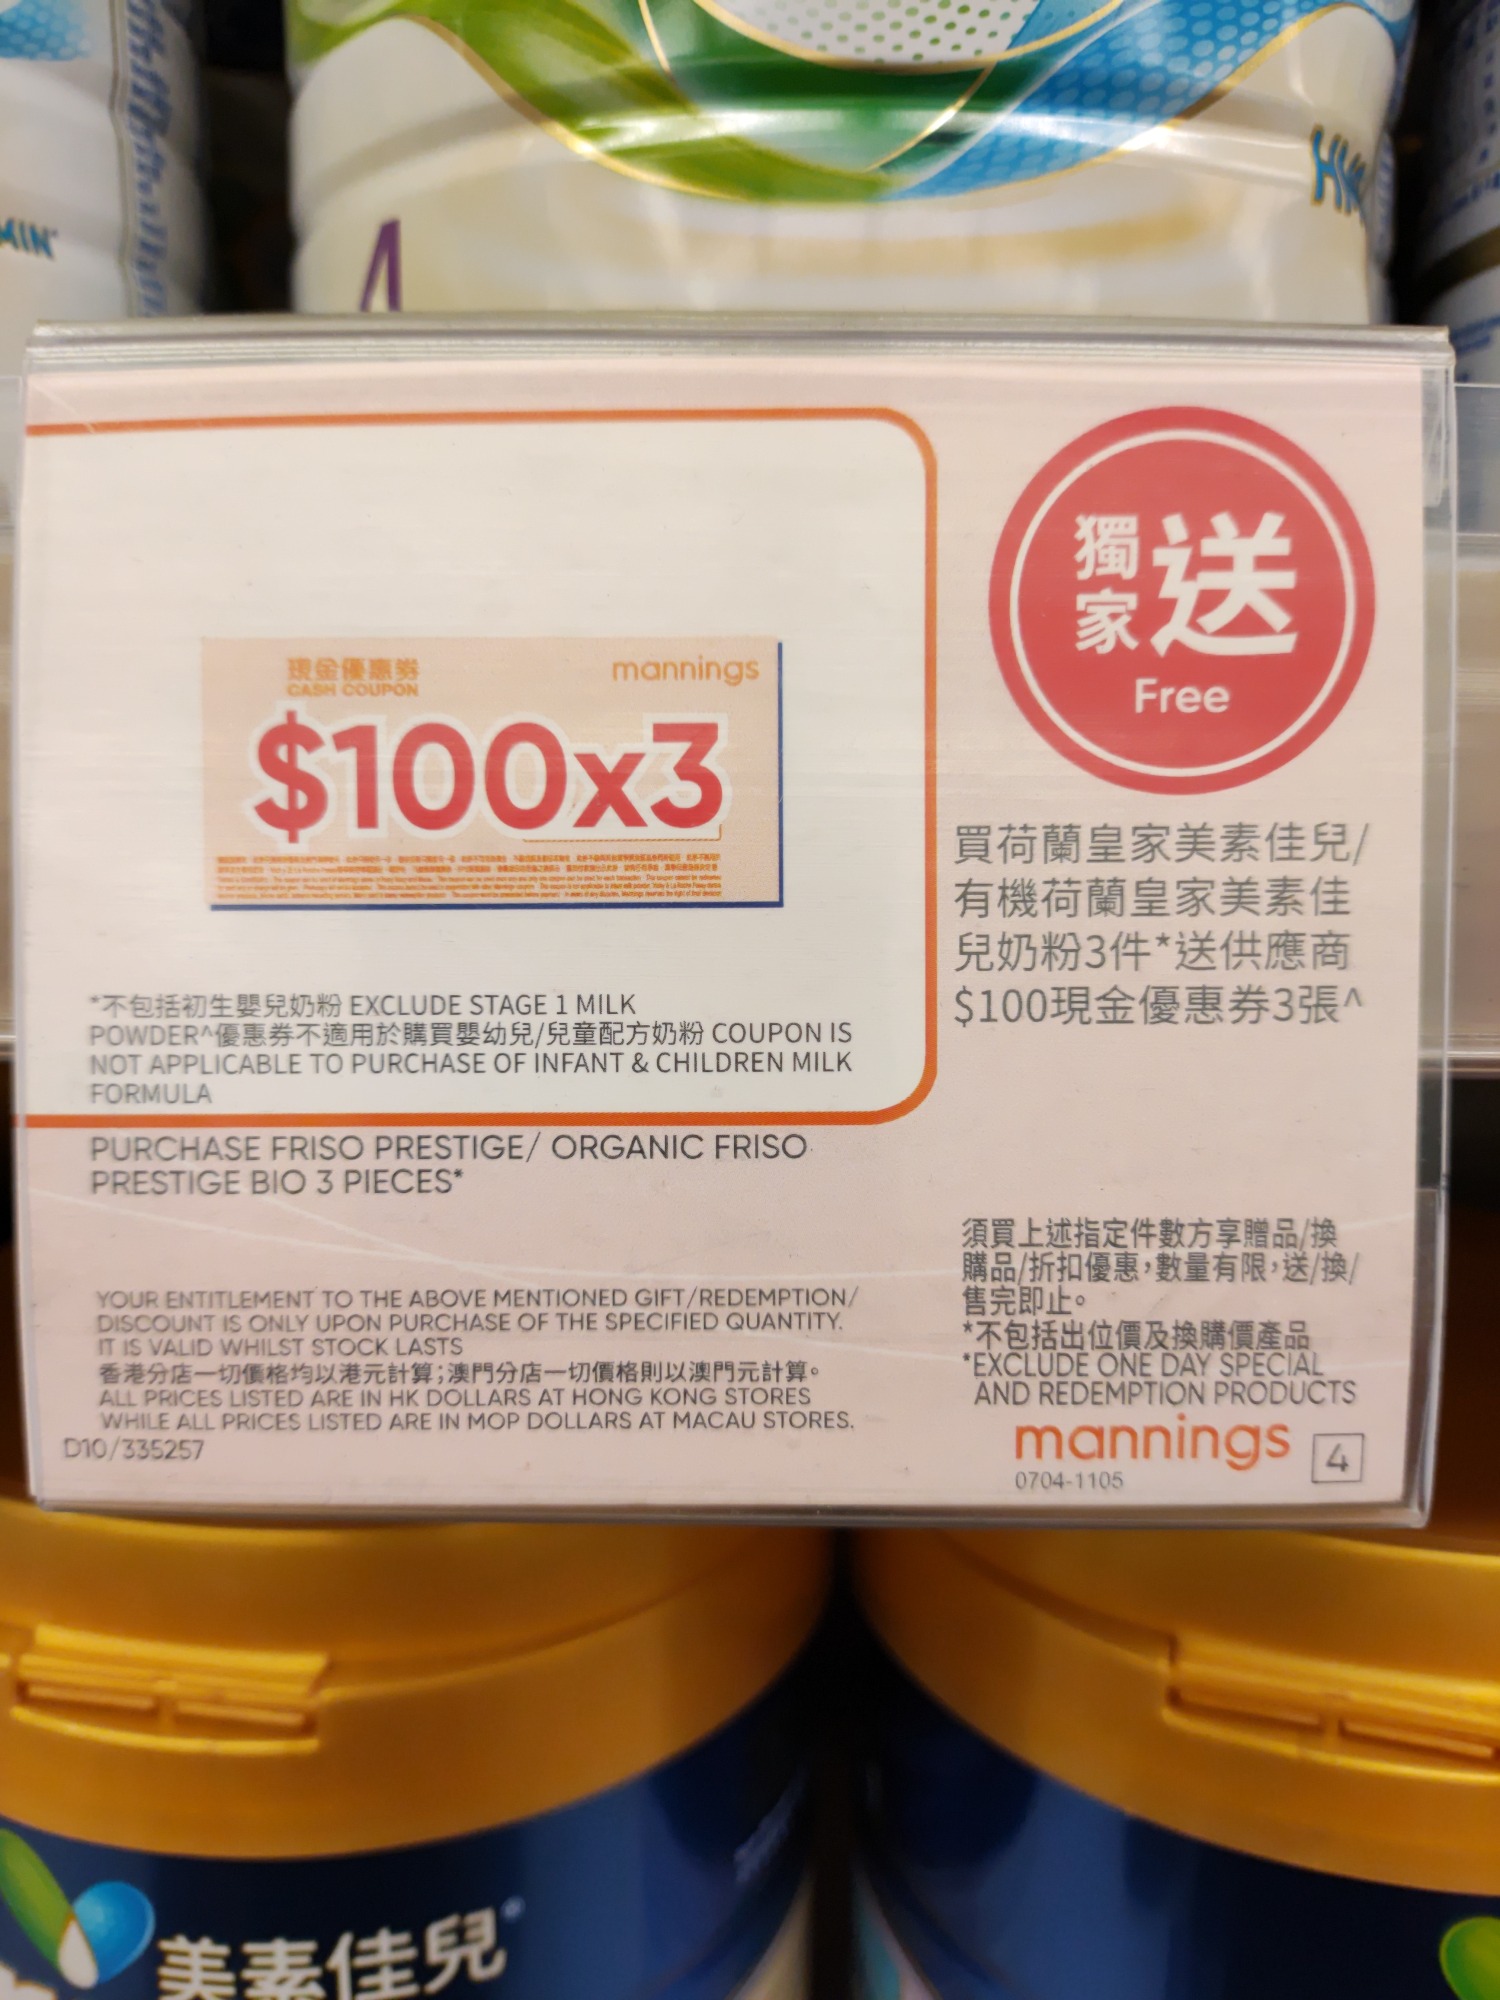 MIN
4
現金優惠券
CASH COUPON
mannings
$100x3
獨家
送
Free
買荷蘭皇家美素佳兒/
有機荷蘭皇家美素佳
兒奶粉3件*送供應商
$100現金優惠券3張^
*不包括初生嬰兒奶粉 EXCLUDE STAGE 1 MILK
POWDER^優惠券不適用於購買嬰幼兒/兒童配方奶粉 COUPON IS
NOT APPLICABLE TO PURCHASE OF INFANT & CHILDREN MILK
FORMULA
PURCHASE FRISO PRESTIGE/ ORGANIC FRISO
PRESTIGE BIO 3 PIECES*
YOUR ENTITLEMENT TO THE ABOVE MENTIONED GIFT/REDEMPTION/
DISCOUNT IS ONLY UPON PURCHASE OF THE SPECIFIED QUANTITY.
IT IS VALID WHILST STOCK LASTS
香港分店一切價格均以港元計算；澳門分店一切價格則以澳門元計算。
ALL PRICES LISTED ARE IN HK DOLLARS AT HONG KONG STORES
WHILE ALL PRICES LISTED ARE IN MOP DOLLARS AT MACAU STORES.
D10/335257
須買上述指定件數方享贈品/換
購品/折扣優惠，數量有限，送/換/
售完即止。
*不包括出位價及換購價產品
*EXCLUDE ONE DAY SPECIAL
AND REDEMPTION PRODUCTS
mannings
4
0704-1105
美素佳兒